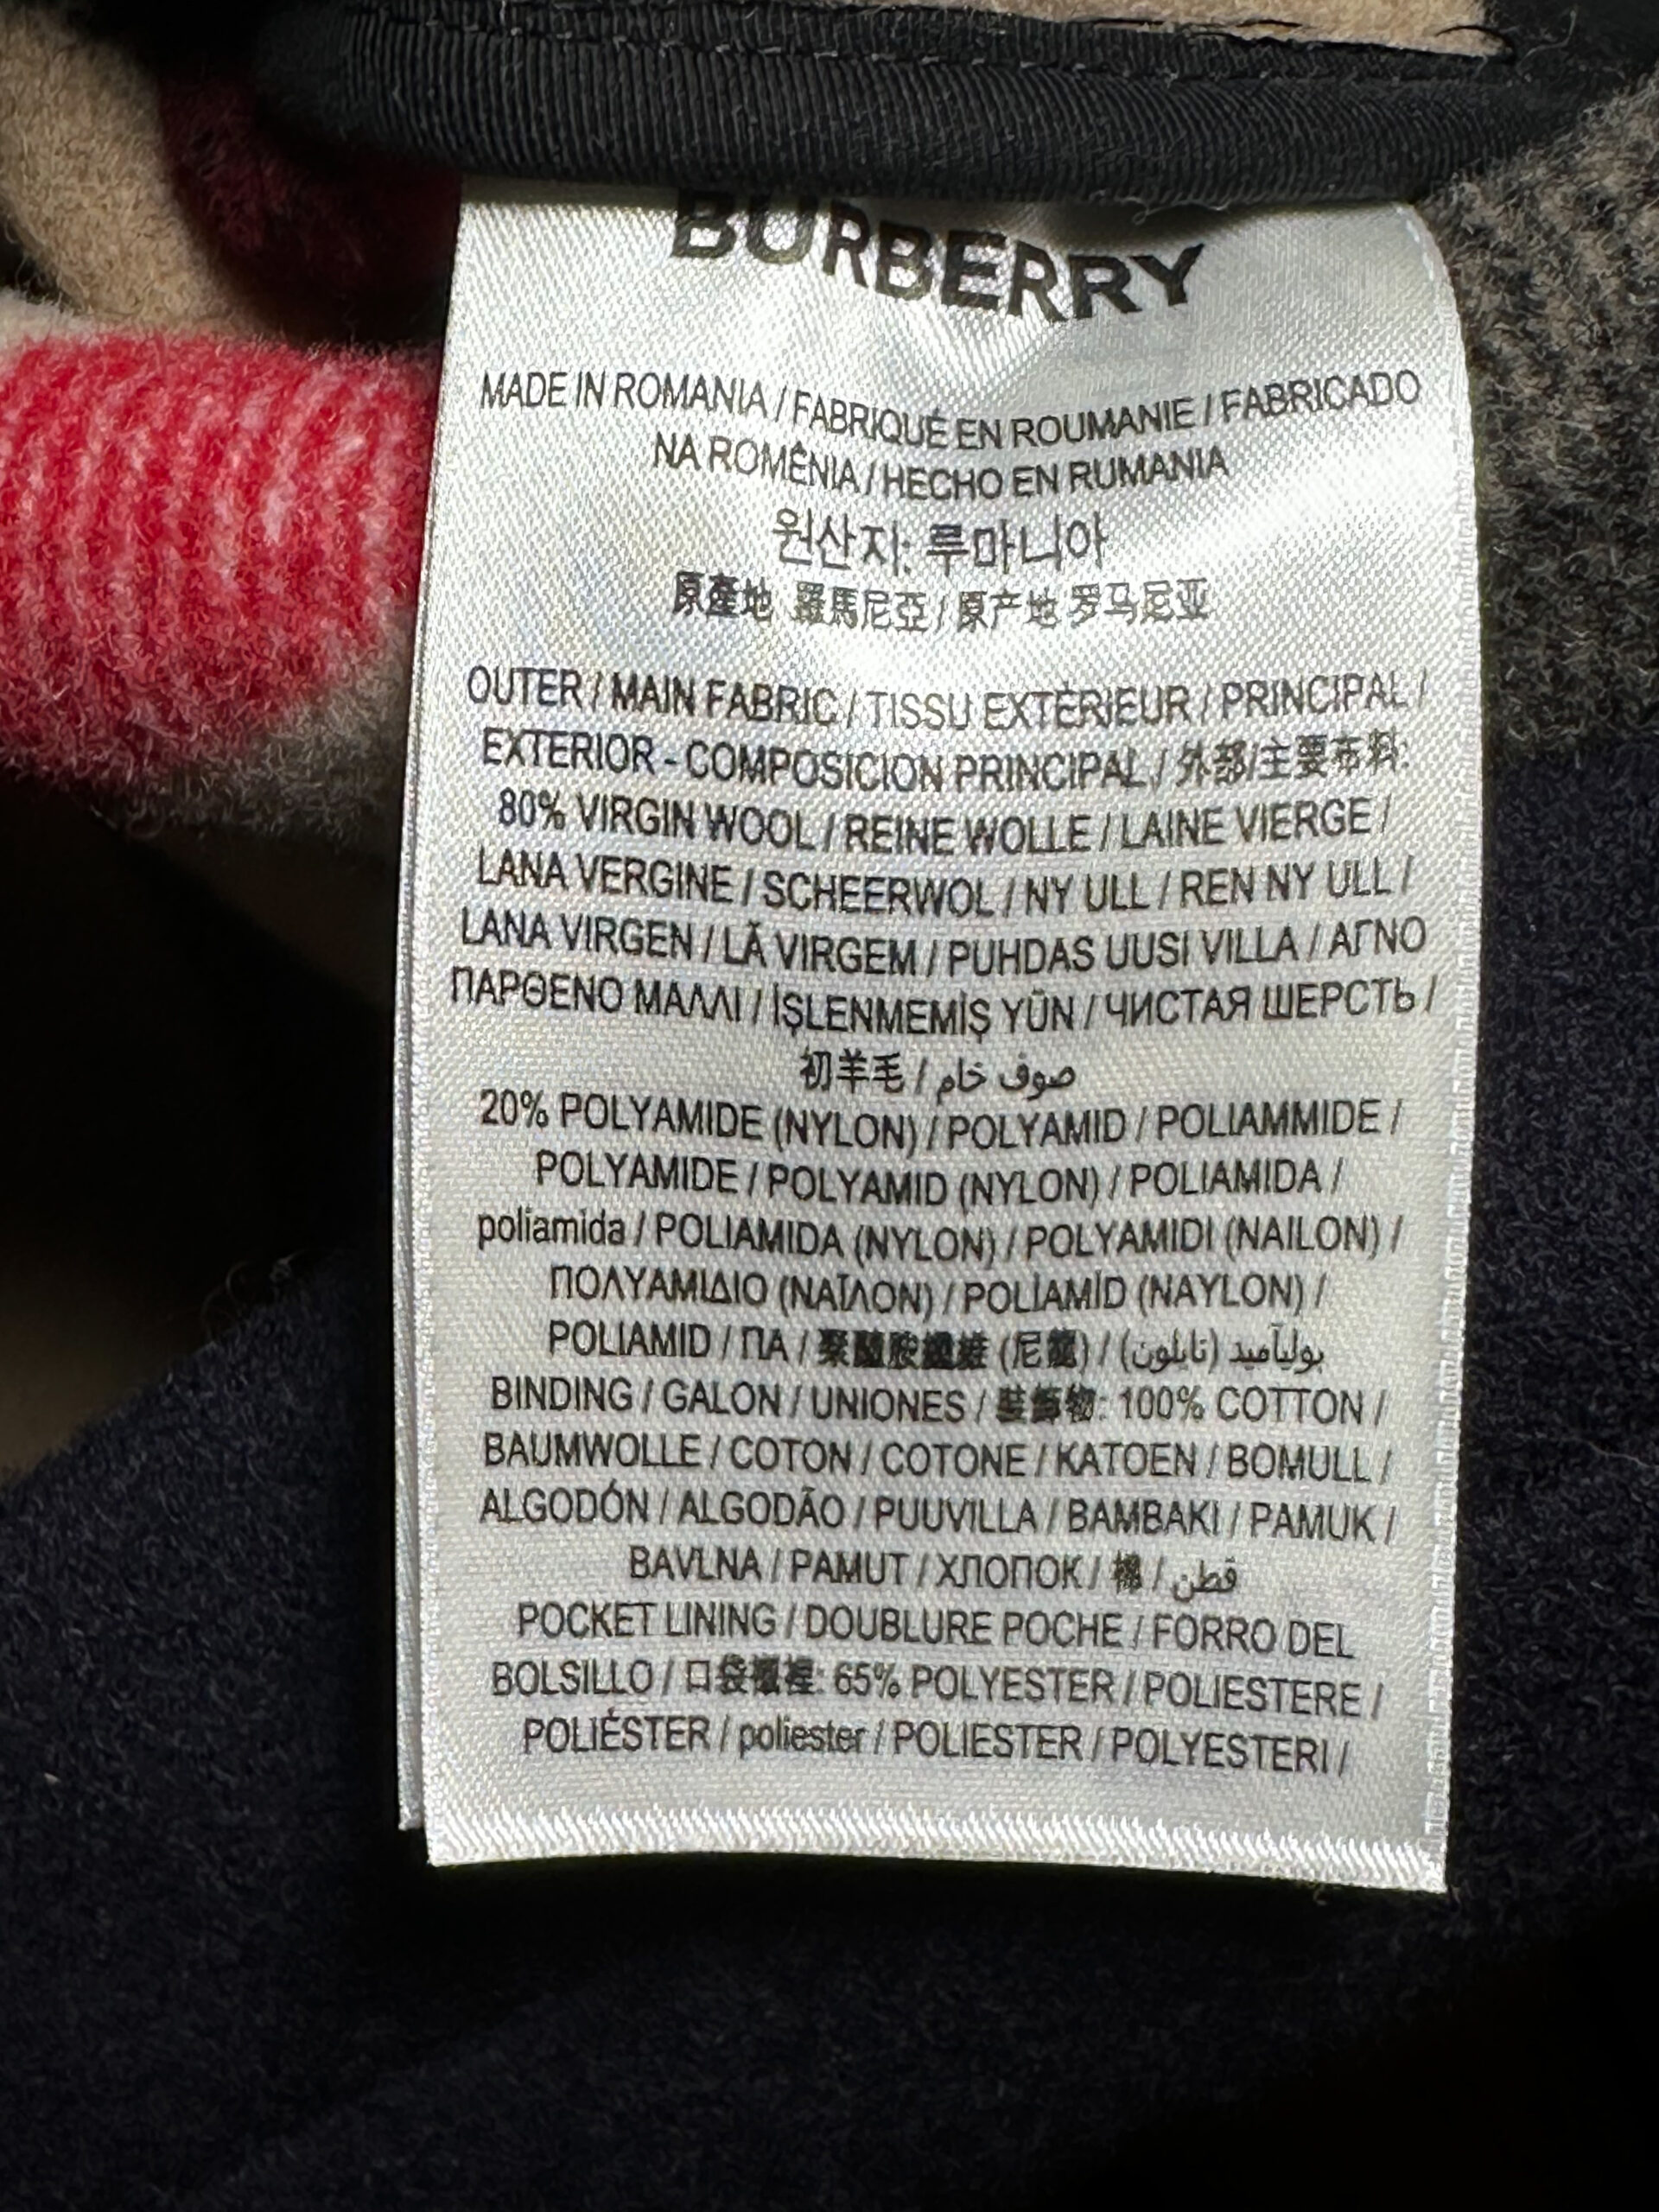 BURBERRY
MADE IN ROMANIA / FABRIQUÉ EN ROUMANIE / FABRICADO
NA ROMÊNIA / HECHO EN RUMANIA
원산지: 루마니아
原產地 羅馬尼亞 / 原产地 罗马尼亚
OUTER / MAIN FABRIC / TISSU EXTÉRIEUR / PRINCIPAL /
EXTERIOR - COMPOSICION PRINCIPAL / 外部/主要布料:
80% VIRGIN WOOL / REINE WOLLE / LAINE VIERGE /
LANA VERGINE / SCHEERWOL / NY ULL / REN NY ULL /
LANA VIRGEN / LÃ VIRGEM / PUHDAS UUSI VILLA / ΑΓΝΟ
ΠΑΡΘΕΝΟ ΜΑΛΛΙ / İŞLENMEMİŞ YÜN / ЧИСТАЯ ШЕРСТЬ /
初羊毛 / صوف خام
20% POLYAMIDE (NYLON) / POLYAMID / POLIAMMIDE /
POLYAMIDE / POLYAMID (NYLON) / POLIAMIDA /
poliamida / POLIAMIDA (NYLON) / POLYAMIDI (NAILON) /
ΠΟΛΥΑΜΙΔΙΟ (ΝΑΪΛΟΝ) / POLİAMİD (NAYLON) /
POLIAMID / ПА / 聚醯胺纖維 (尼龍) / بولياميد (نايلون)
BINDING / GALON / UNIONES / 裝飾物: 100% COTTON /
BAUMWOLLE / COTON / COTONE / KATOEN / BOMULL /
ALGODÓN / ALGODÃO / PUUVILLA / BAMBAKI / PAMUK /
BAVLNA / PAMUT / ХЛОПОК / 棉 / قطن
POCKET LINING / DOUBLURE POCHE / FORRO DEL
BOLSILLO / 口袋襯裡: 65% POLYESTER / POLIESTERE /
POLIÉSTER / poliester / POLIESTER / POLYESTERI /